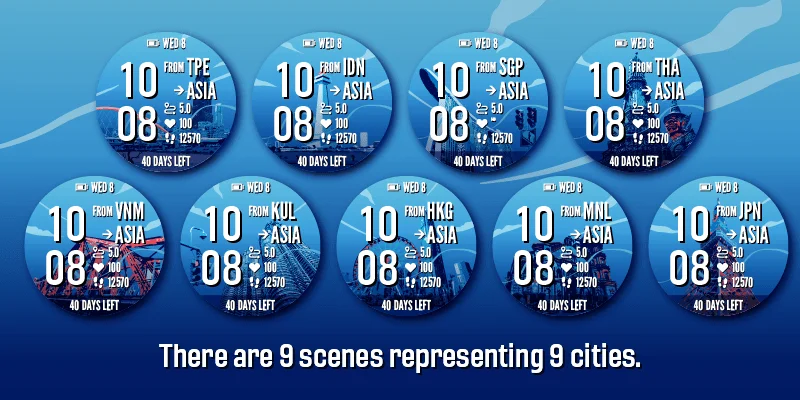 WED 8
10
08
FROM TPE
→ASIA
5.0
100
12570
40 DAYS LEFT
WED 8
10
08
FROM IDN
→ASIA
5.0
100
12570
40 DAYS LEFT
WED 8
10
08
FROM SGP
→ASIA
5.0
--
12570
40 DAYS LEFT
WED 8
10
08
FROM THA
→ASIA
5.0
100
12570
40 DAYS LEFT
WED 8
10
08
FROM VNM
→ASIA
5.0
100
12570
40 DAYS LEFT
WED 8
10
08
FROM KUL
→ASIA
5.0
100
12570
40 DAYS LEFT
WED 8
10
08
FROM HKG
→ASIA
5.0
100
12570
40 DAYS LEFT
WED 8
10
08
FROM MNL
→ASIA
5.0
100
12570
40 DAYS LEFT
WED 8
10
08
FROM JPN
→ASIA
5.0
100
12570
40 DAYS LEFT
There are 9 scenes representing 9 cities.